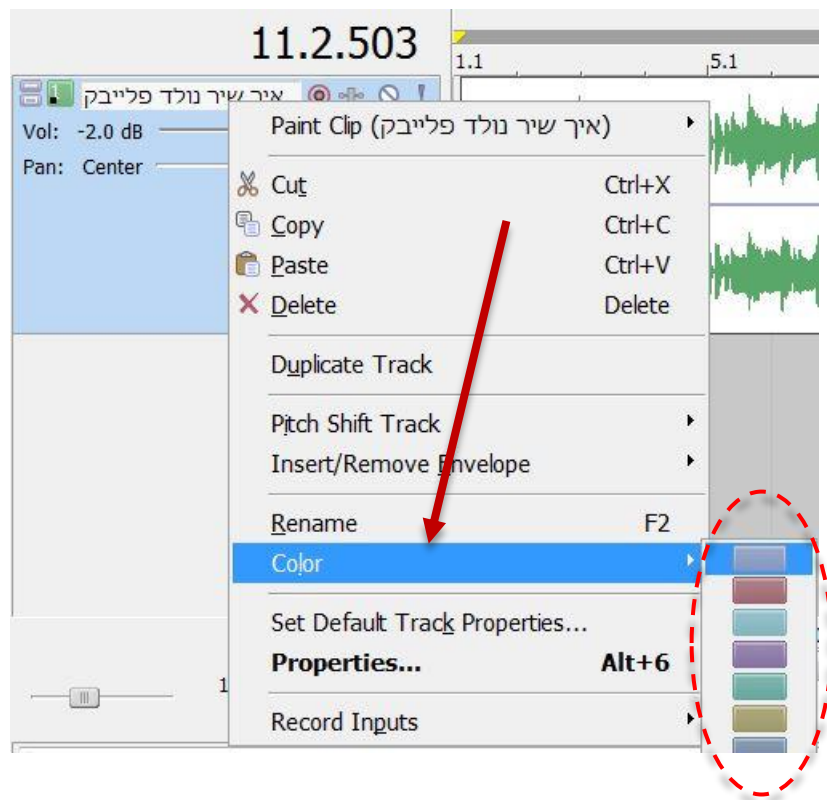 11.2.503
1.1 5.1
1 איך שיר נולד פלייבק
Vol: -2.0 dB
Pan: Center
Paint Clip (איך שיר נולד פלייבק)
Cut Ctrl+X
Copy Ctrl+C
Paste Ctrl+V
Delete Delete
Duplicate Track
Pitch Shift Track
Insert/Remove Envelope
Rename F2
Color
Set Default Track Properties...
Properties... Alt+6
1
Record Inputs